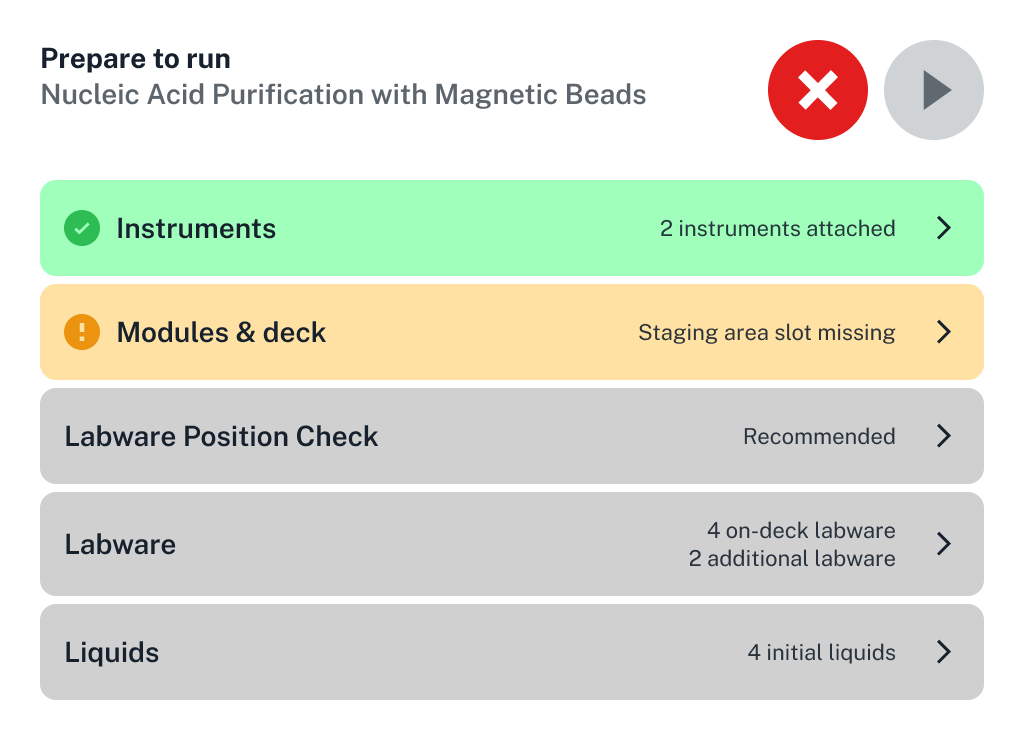 Prepare to run
Nucleic Acid Purification with Magnetic Beads
Instruments
2 instruments attached
Modules & deck
Staging area slot missing
Labware Position Check
Recommended
Labware
4 on-deck labware
2 additional labware
Liquids
4 initial liquids